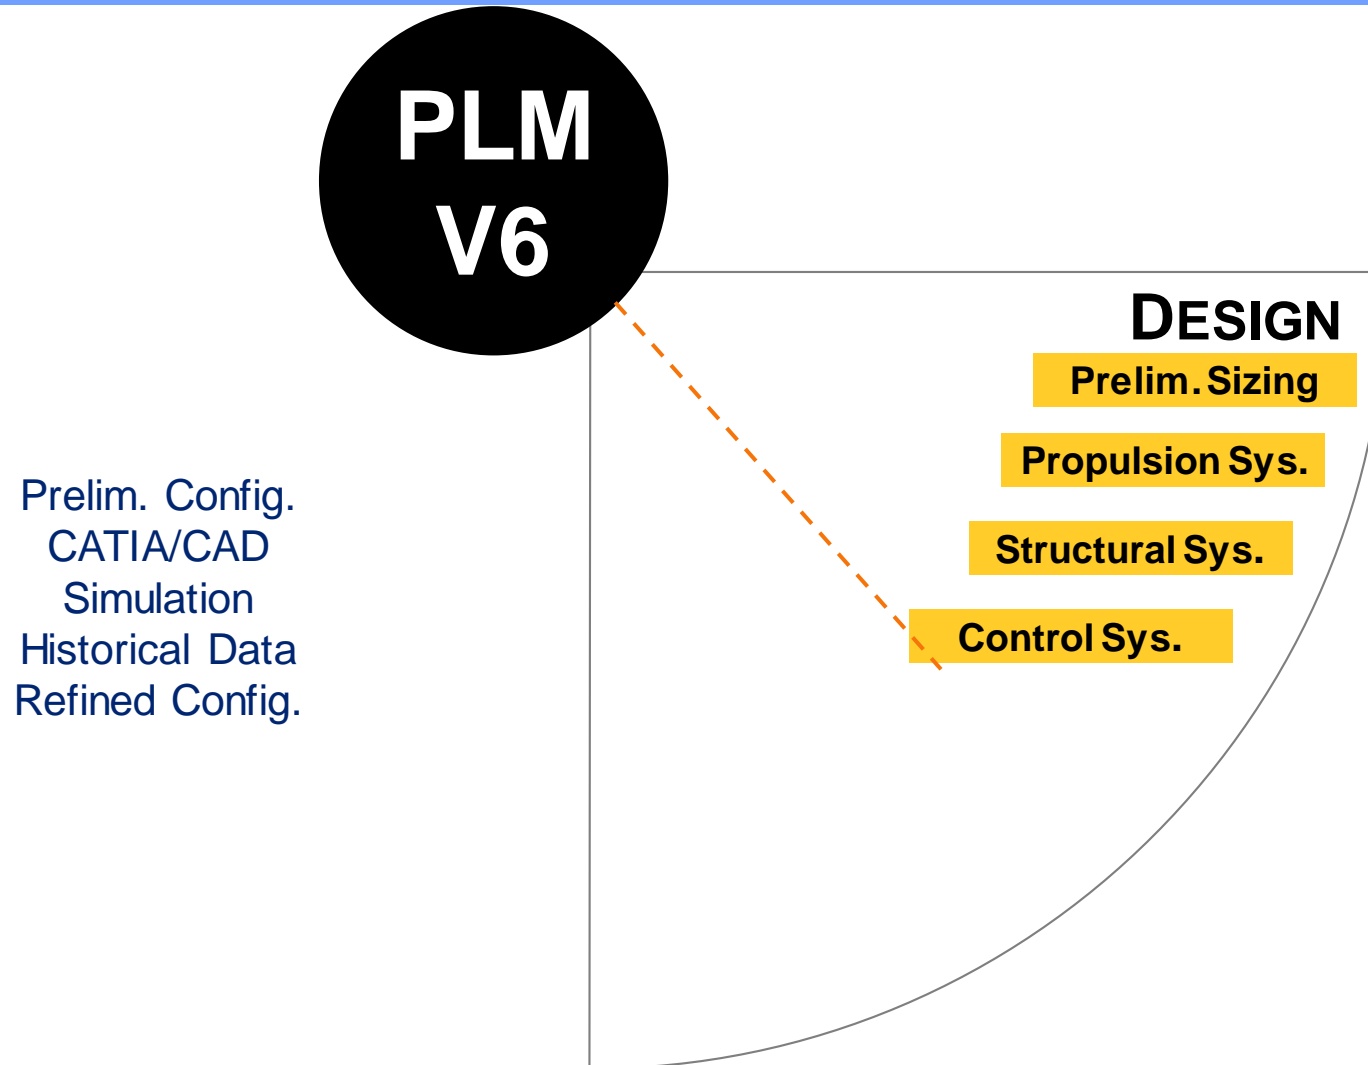 PLM
V6
DESIGN
Prelim. Sizing
Propulsion Sys.
Structural Sys.
Control Sys.
Prelim. Config.
CATIA/CAD
Simulation
Historical Data
Refined Config.